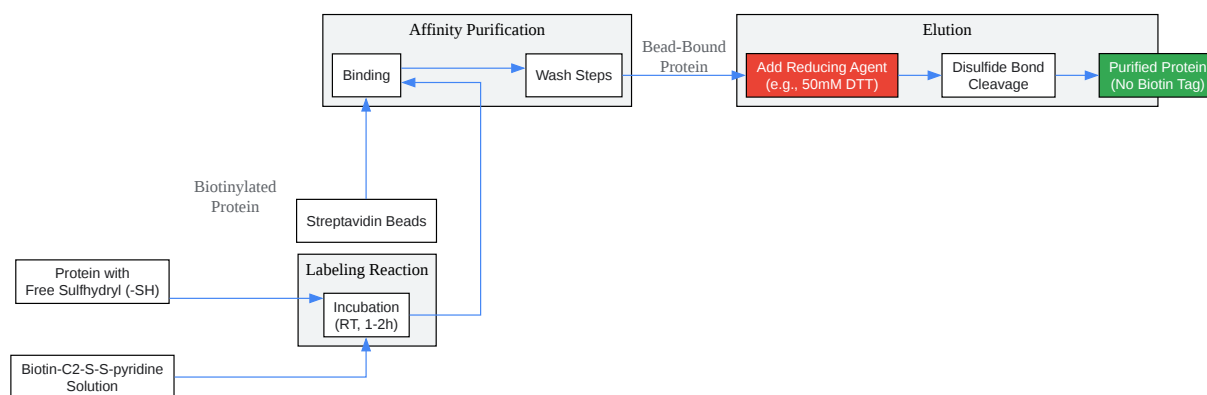 Affinity Purification
Binding
Wash Steps
Bead-Bound
Protein
Elution
Add Reducing Agent
(e.g., 50mM DTT)
Disulfide Bond
Cleavage
Purified Protein
(No Biotin Tag)
Biotinylated
Protein
Streptavidin Beads
Labeling Reaction
Protein with
Free Sulfhydryl (-SH)
Incubation
(RT, 1-2h)
Biotin-C2-S-S-pyridine
Solution